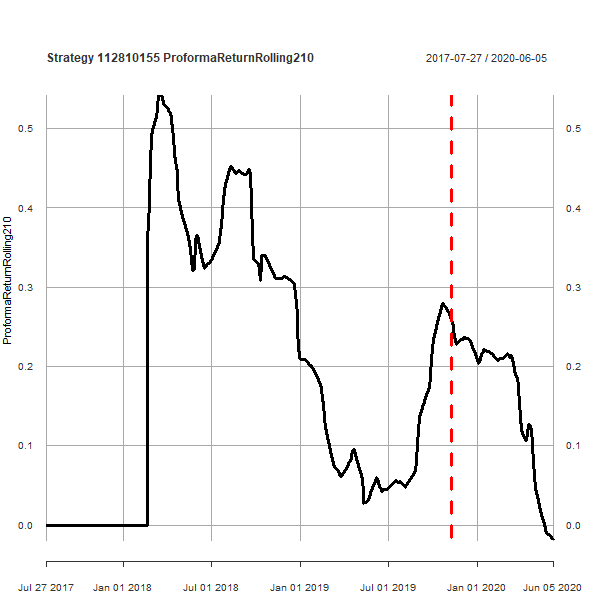 Strategy 112810155 ProformaReturnRolling210
2017-07-27 / 2020-06-05
ProformaReturnRolling210
0.5 0.5
0.4 0.4
0.3 0.3
0.2 0.2
0.1 0.1
0.0 0.0
Jul 27 2017 Jan 01 2018 Jul 01 2018 Jan 01 2019 Jul 01 2019 Jan 01 2020 Jun 05 2020